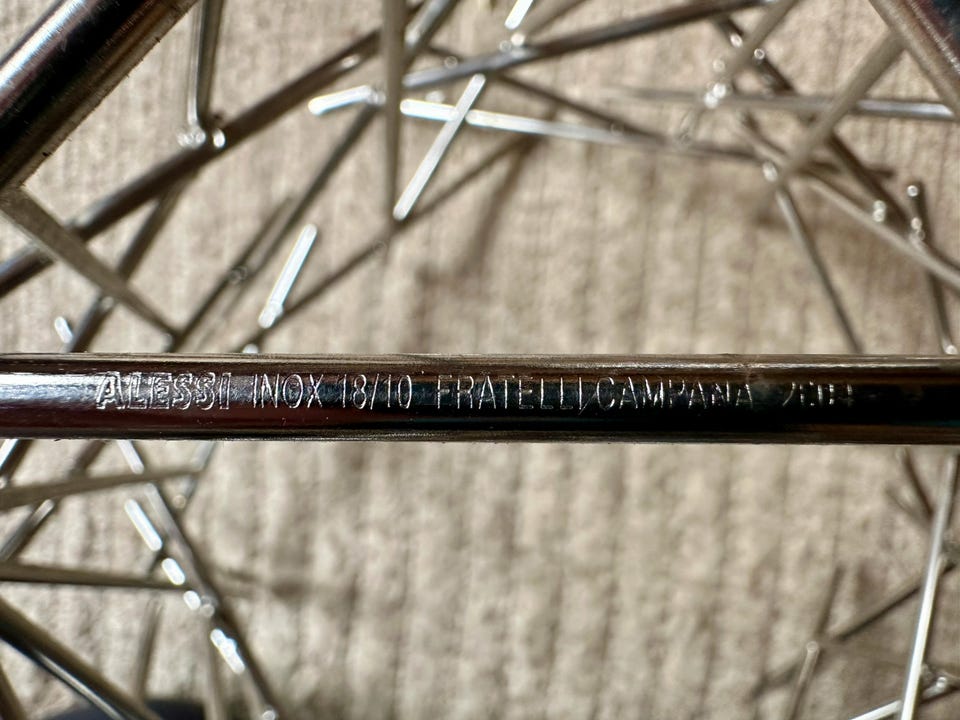 ALESSI INOX 18/10 FRATELLI CAMPANA